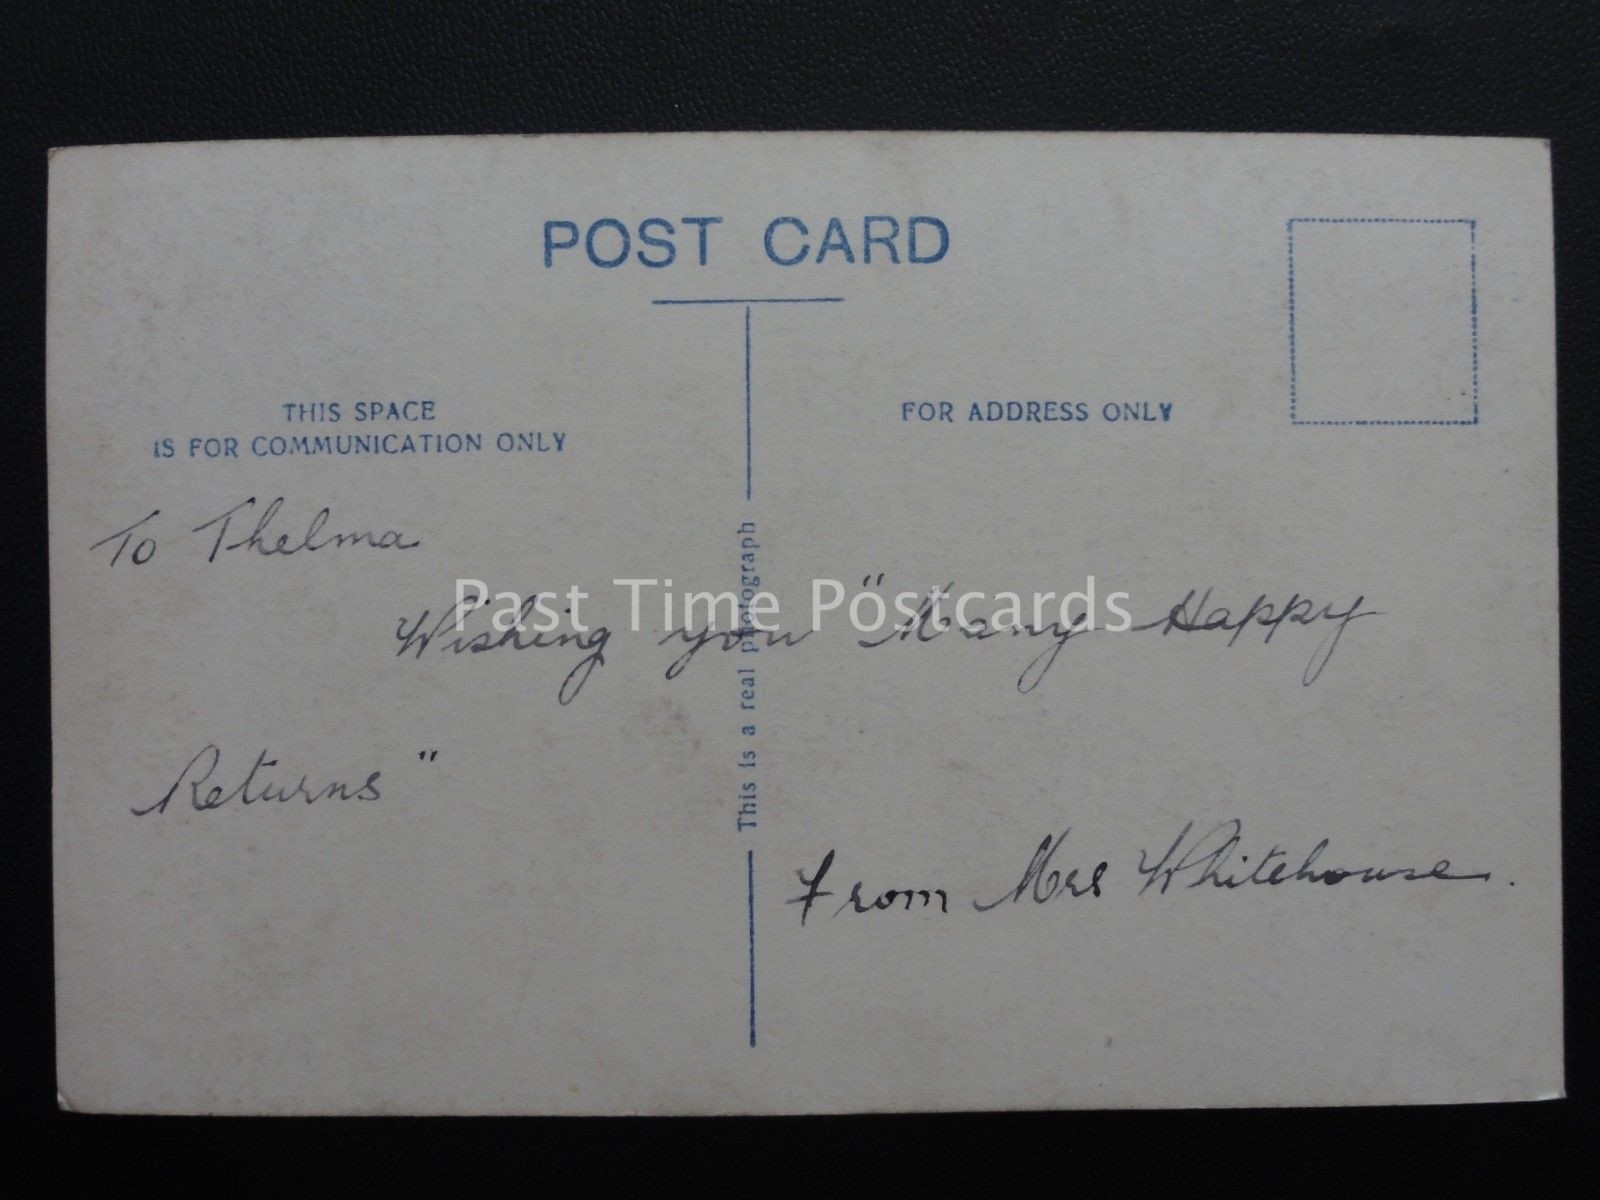 POST CARD
THIS SPACE
IS FOR COMMUNICATION ONLY
FOR ADDRESS ONLY
This is a real photograph
To Thelma
Wishing you "Many Happy
Returns"
From Mrs Whitehouse.
Past Time Postcards